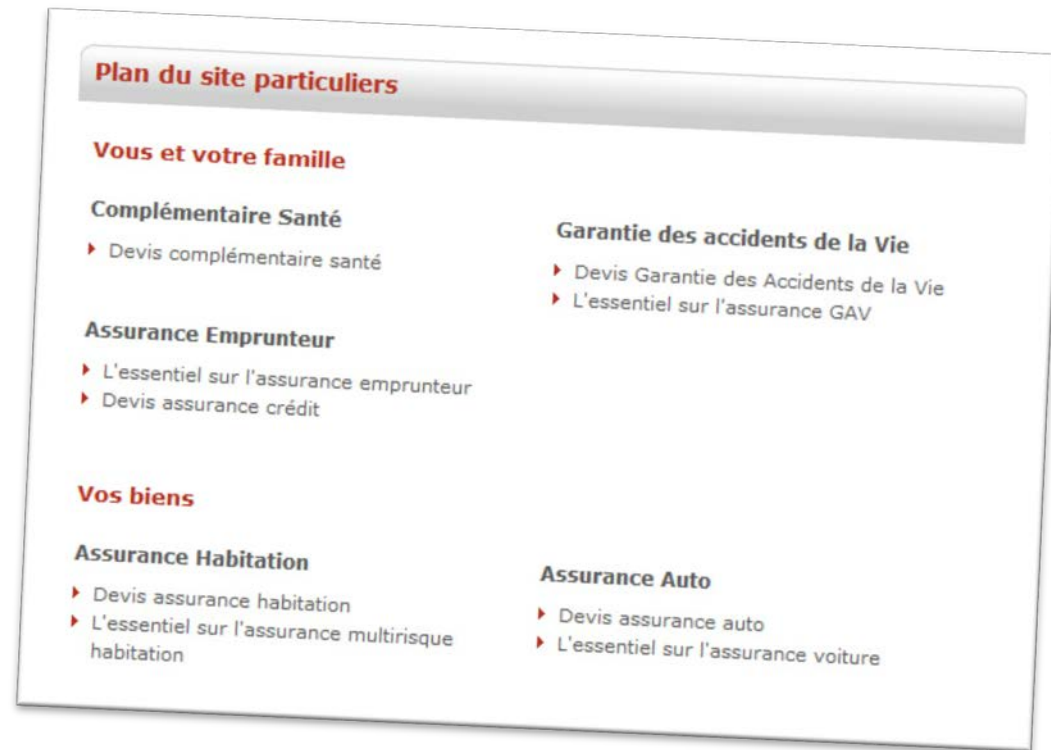 Plan du site particuliers
Vous et votre famille
Complémentaire Santé
Devis complémentaire santé
Garantie des accidents de la Vie
Devis Garantie des Accidents de la Vie
L'essentiel sur l'assurance GAV
Assurance Emprunteur
L'essentiel sur l'assurance emprunteur
Devis assurance crédit
Vos biens
Assurance Habitation
Devis assurance habitation
L'essentiel sur l'assurance multirisque
habitation
Assurance Auto
Devis assurance auto
L'essentiel sur l'assurance voiture